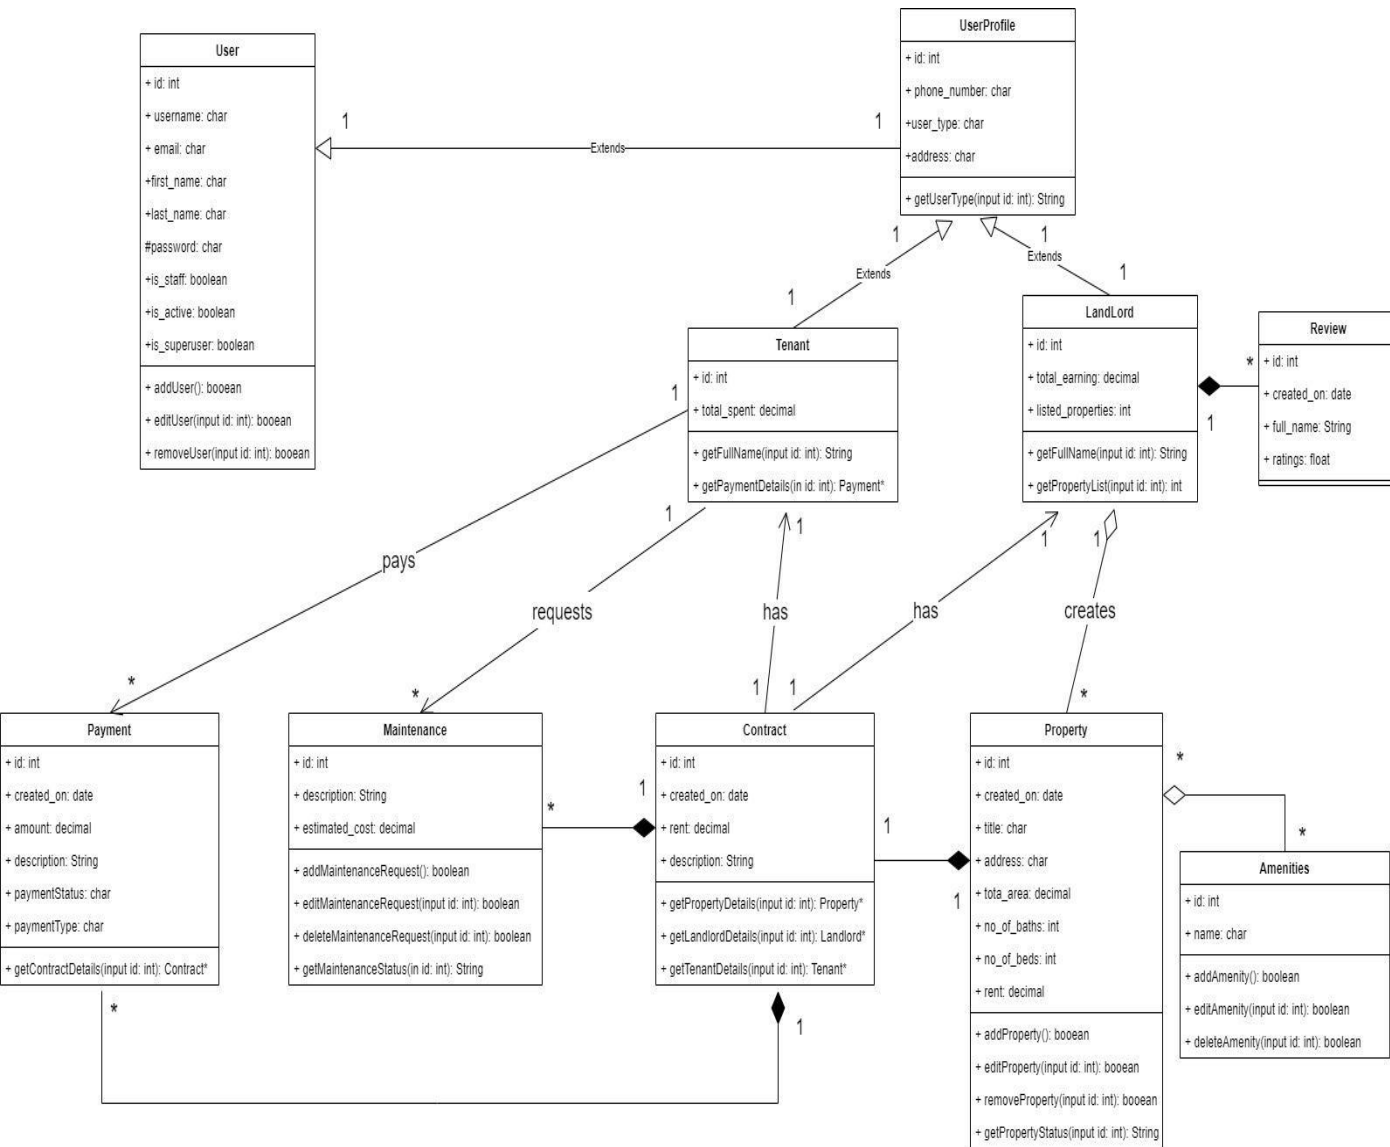 User
+ id: int
+ username: char
+ email: char
+first_name: char
+last_name: char
#password: char
+is_staff: boolean
+is_active: boolean
+is_superuser: boolean
+ addUser(): booean
+ editUser(input id: int): booean
+ removeUser(input id: int): booean
1
Extends
1
UserProfile
+ id: int
+ phone_number: char
+user_type: char
+address: char
+ getUserType(input id: int): String
1
Extends
1
1
Extends
1
Tenant
+ id: int
+ total_spent: decimal
+ getFullName(input id: int): String
+ getPaymentDetails(in id: int): Payment*
LandLord
+ id: int
+ total_earning: decimal
+ listed_properties: int
+ getFullName(input id: int): String
+ getPropertyList(input id: int): int
1
*
Review
+ id: int
+ created_on: date
+ full_name: String
+ ratings: float
1
pays
*
1
requests
*
1
has
1
1
has
1
1
creates
*
Payment
+ id: int
+ created_on: date
+ amount: decimal
+ description: String
+ paymentStatus: char
+ paymentType: char
+ getContractDetails(input id: int): Contract*
*
Maintenance
+ id: int
+ description: String
+ estimated_cost: decimal
+ addMaintenanceRequest(): boolean
+ editMaintenanceRequest(input id: int): boolean
+ deleteMaintenanceRequest(input id: int): boolean
+ getMaintenanceStatus(in id: int): String
*
1
Contract
+ id: int
+ created_on: date
+ rent: decimal
+ description: String
+ getPropertyDetails(input id: int): Property*
+ getLandlordDetails(input id: int): Landlord*
+ getTenantDetails(input id: int): Tenant*
1
1
1
Property
+ id: int
+ created_on: date
+ title: char
+ address: char
+ tota_area: decimal
+ no_of_baths: int
+ no_of_beds: int
+ rent: decimal
+ addProperty(): booean
+ editProperty(input id: int): booean
+ removeProperty(input id: int): booean
+ getPropertyStatus(input id: int): String
*
*
Amenities
+ id: int
+ name: char
+ addAmenity(): boolean
+ editAmenity(input id: int): boolean
+ deleteAmenity(input id: int): boolean